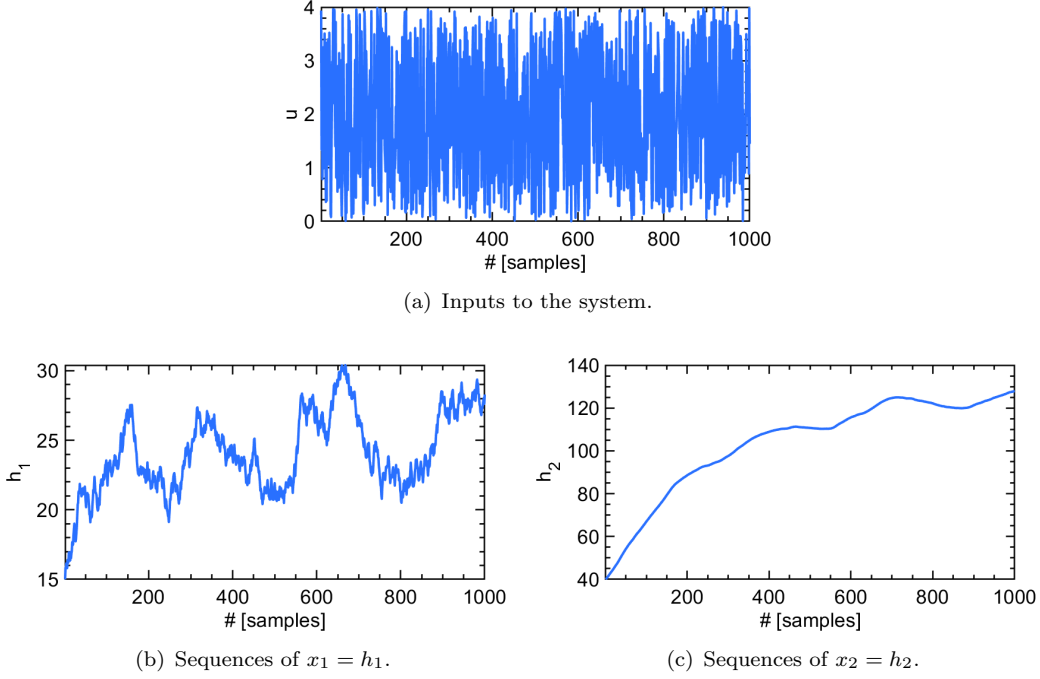 4
3
2
1
0
u
200 400 600 800 1000
# [samples]
(a) Inputs to the system.
30
25
20
15
h1
200 400 600 800 1000
# [samples]
(b) Sequences of x1 = h1.
140
120
100
80
60
40
h2
200 400 600 800 1000
# [samples]
(c) Sequences of x2 = h2.